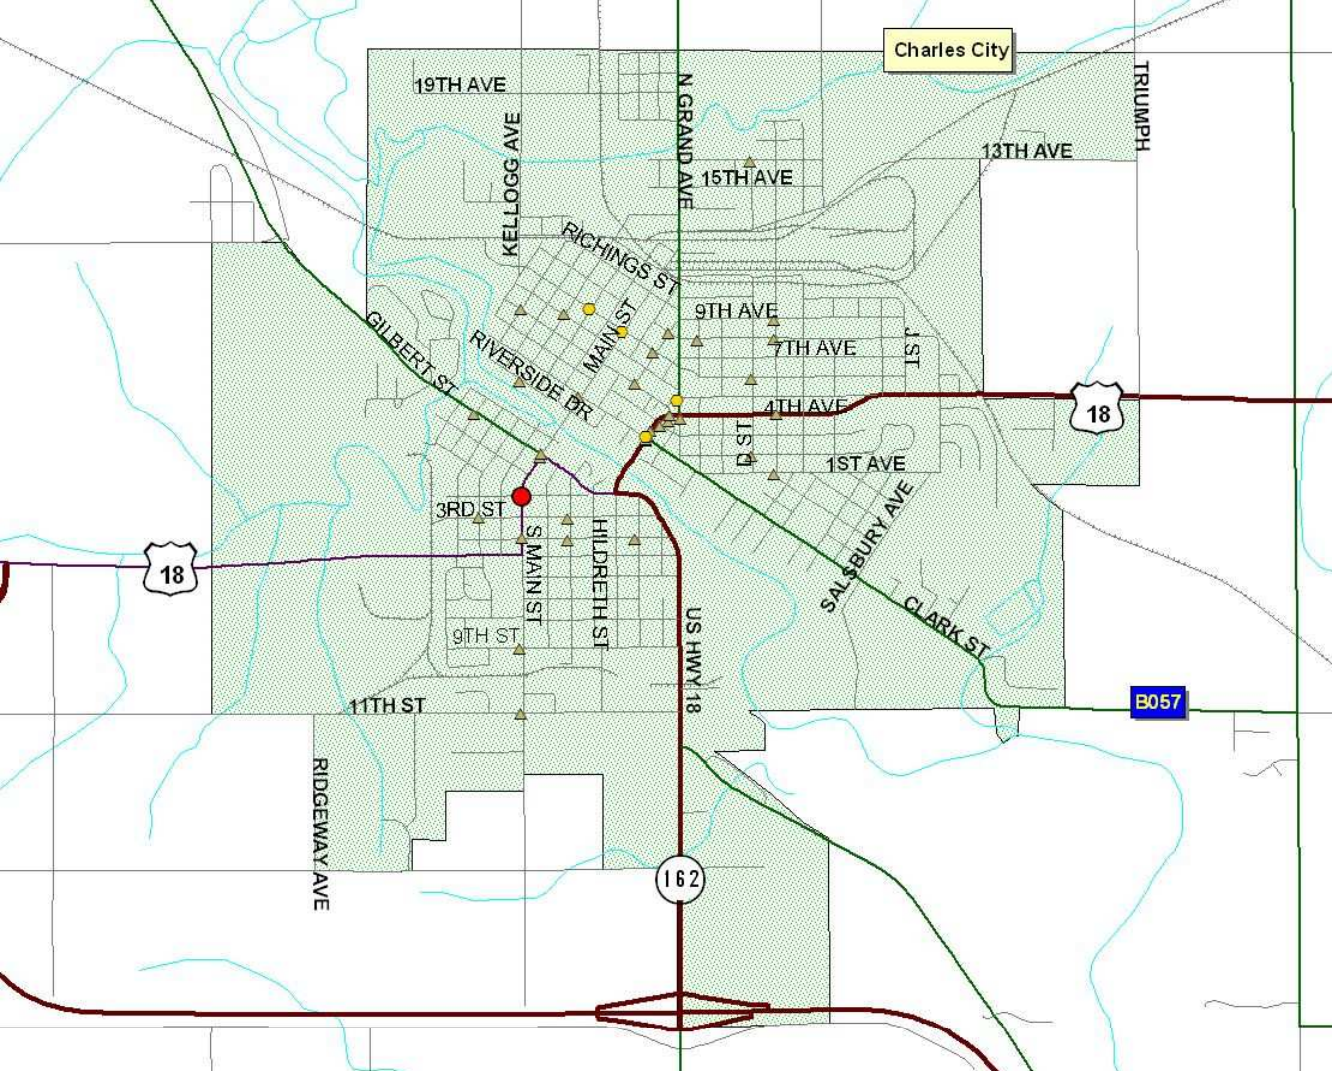 Charles City
19TH AVE
N GRAND AVE
TRIUMPH
KELLOGG AVE
13TH AVE
15TH AVE
RICHINGS ST
MAIN ST
9TH AVE
GILBERT ST
RIVERSIDE DR
7TH AVE
J ST
4TH AVE
18
D ST
1ST AVE
3RD ST
SALSBURY AVE
S MAIN ST
HILDRETH ST
18
CLARK ST
9TH ST
US HWY 18
B057
11TH ST
RIDGEWAY AVE
162